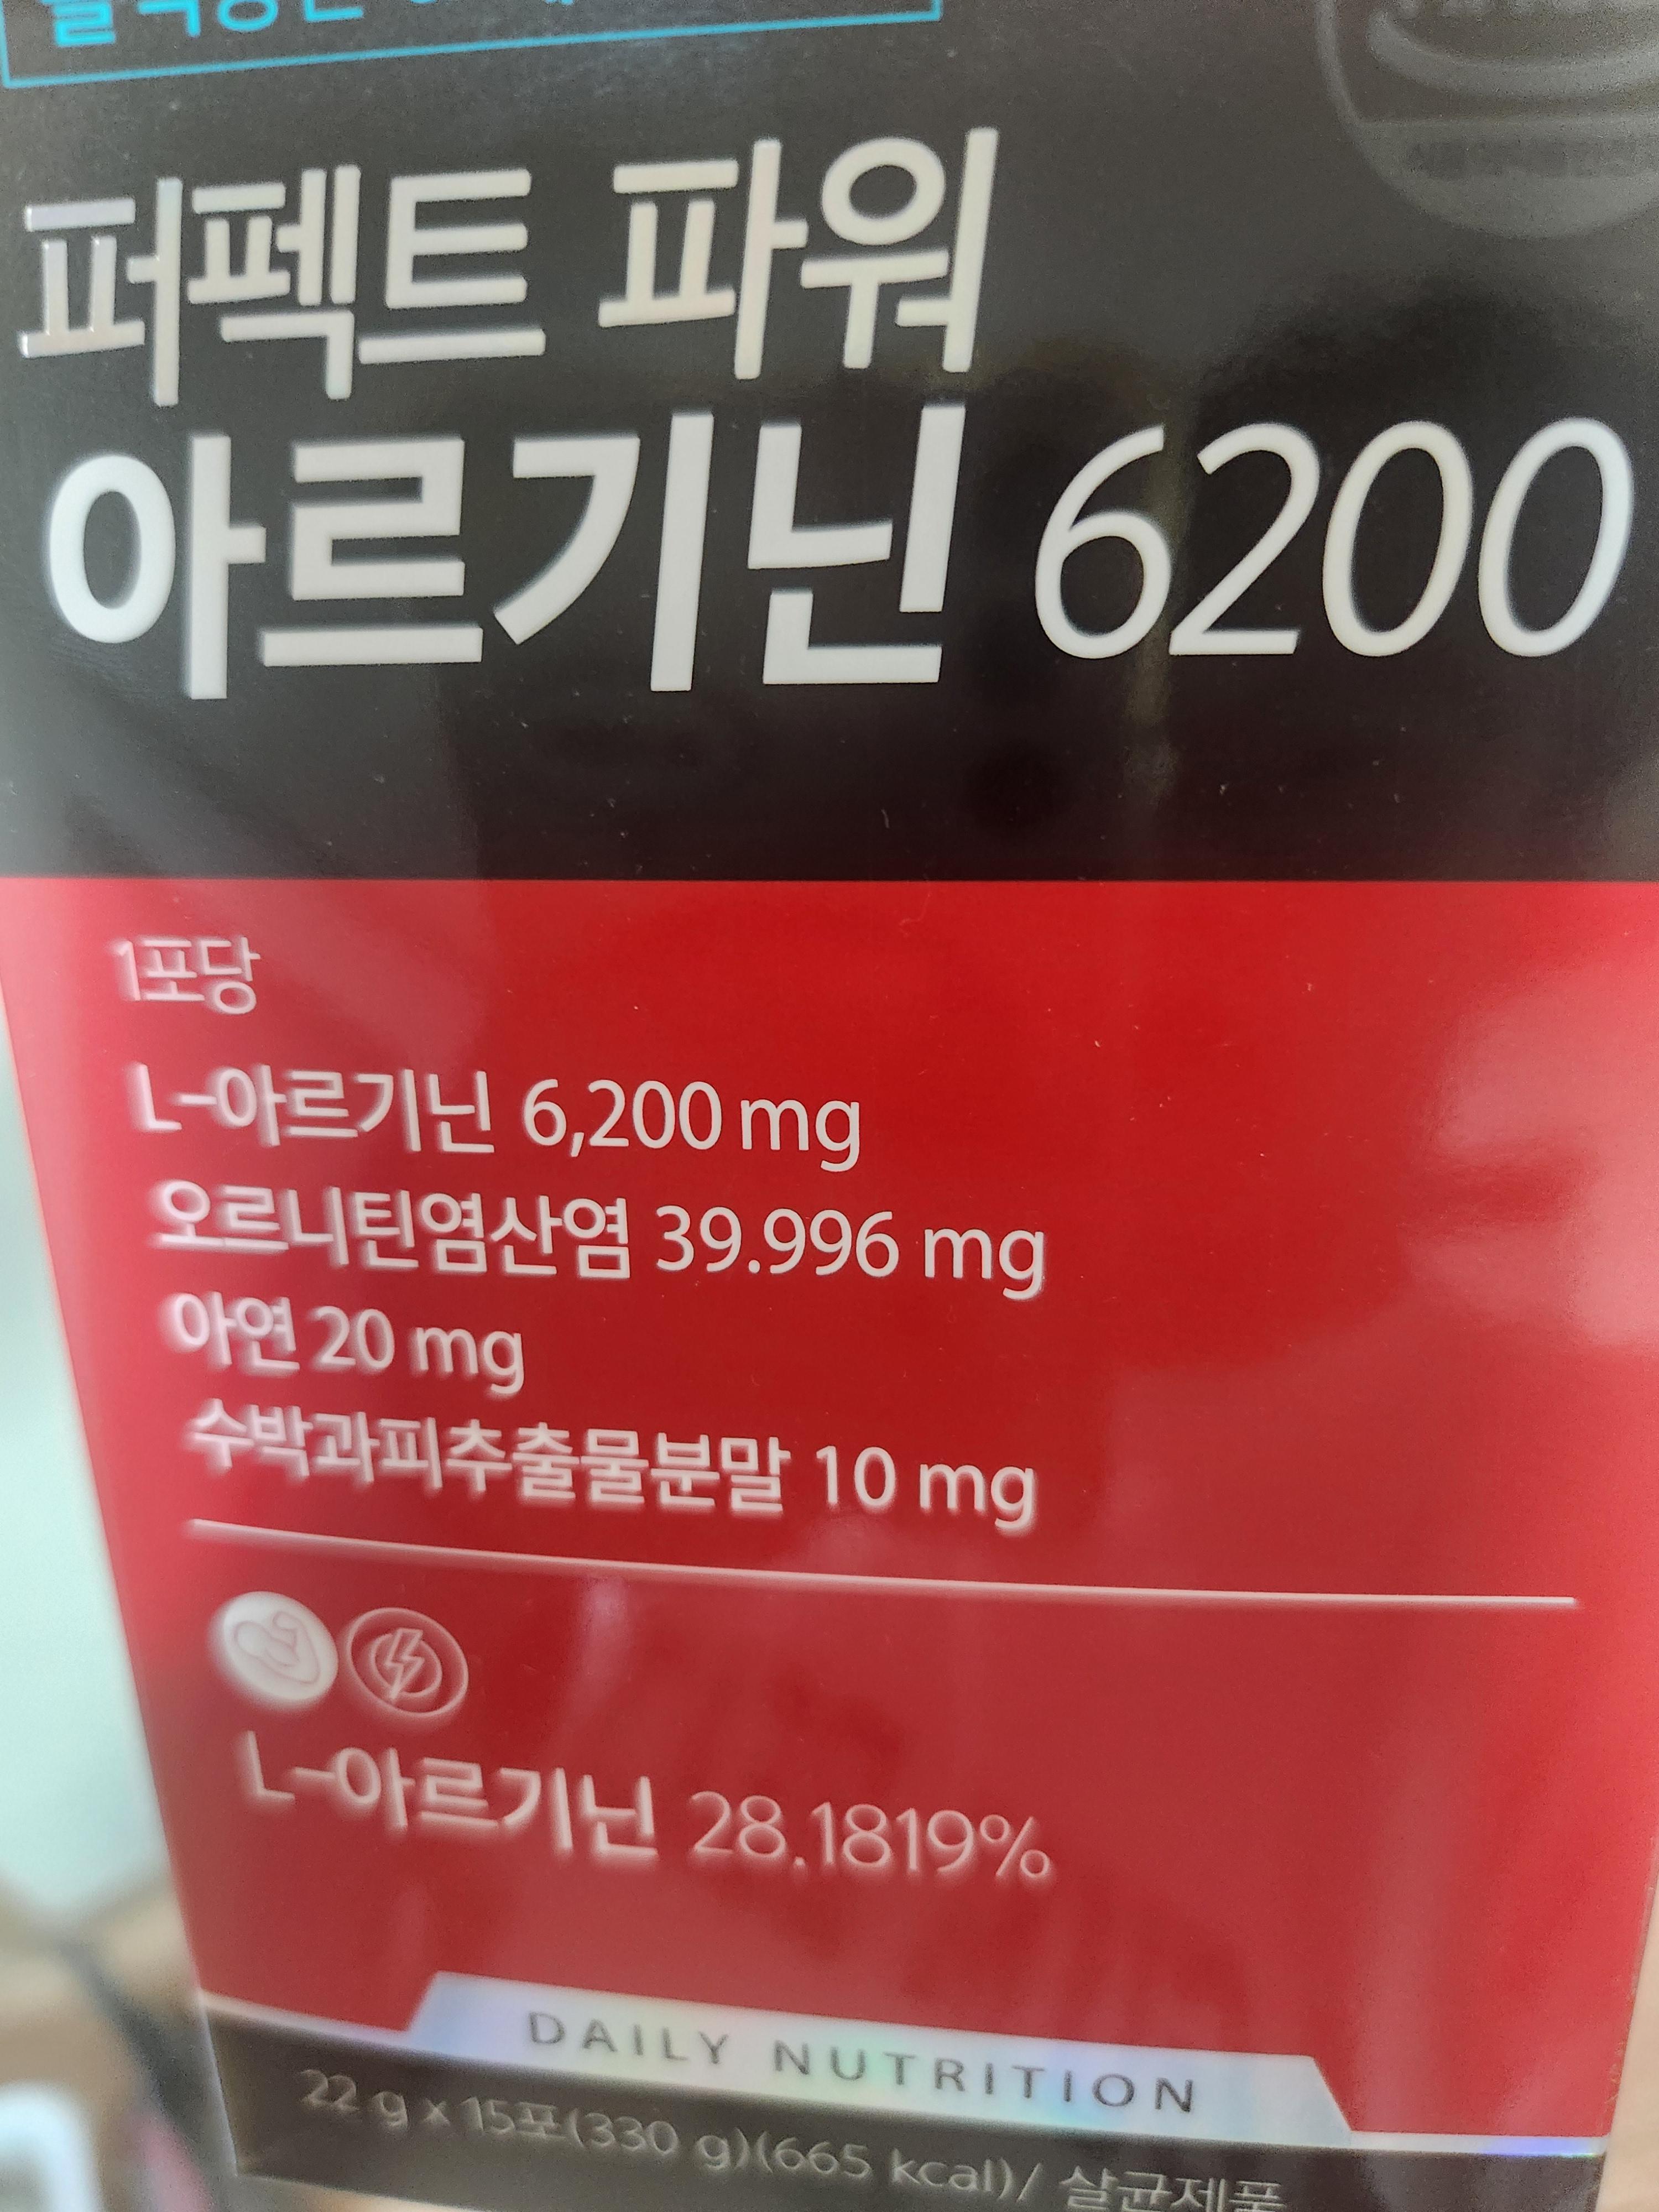 퍼펙트 파워
아르기닌 6200
1포당
L-아르기닌 6,200 mg
오르니틴염산염 39.996 mg
아연 20 mg
수박과피추출물분말 10 mg
L-아르기닌 28.1819%
DAILY NUTRITION
22 g x 15포(330 g)(665 kcal)/ 살균제품